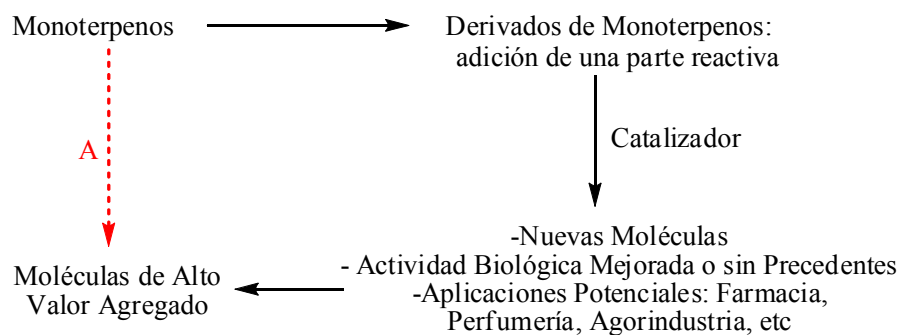 Monoterpenos
Derivados de Monoterpenos:
adición de una parte reactiva
A
Catalizador
-Nuevas Moléculas
- Actividad Biológica Mejorada o sin Precedentes
-Aplicaciones Potenciales: Farmacia,
Perfumería, Agorindustria, etc
Moléculas de Alto
Valor Agregado